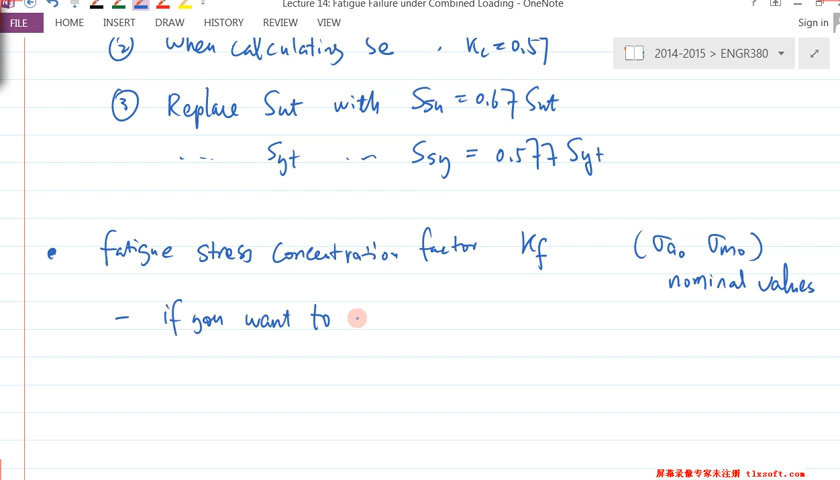 Lecture 14: Fatigue Failure under Combined Loading - OneNote
FILE HOME INSERT DRAW HISTORY REVIEW VIEW Sign in
2014-2015 > ENGR380
(2) When calculating Se , Kc = 0.57
(3) Replace Sut with Ssu = 0.67 Sut
.... Syt .... Ssy = 0.577 Syt
• fatigue stress concentration factor Kf (σao σmo)
nominal values
- if you want to
屏幕录像专家未注册 tlxsoft.com